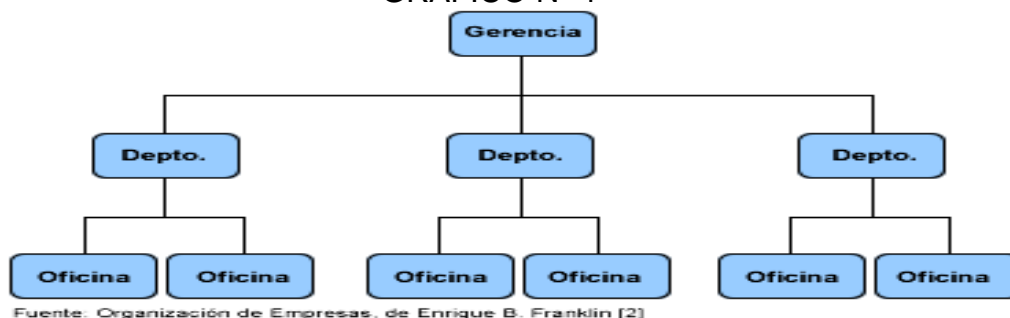 Gerencia
Depto. Depto. Depto.
Oficina Oficina Oficina Oficina Oficina Oficina
Fuente: Organización de Empresas, de Enrique B. Franklin [2]